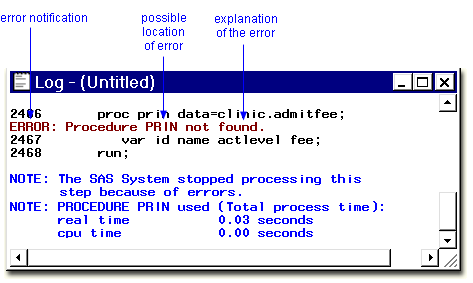 error notification
possible
location
of error
explanation
of the error
Log - (Untitled)
2466 proc prin data=clinic.admitfee;
ERROR: Procedure PRIN not found.
2467 var id name actlevel fee;
2468 run;
NOTE: The SAS System stopped processing this
step because of errors.
NOTE: PROCEDURE PRIN used (Total process time):
real time 0.03 seconds
cpu time 0.00 seconds